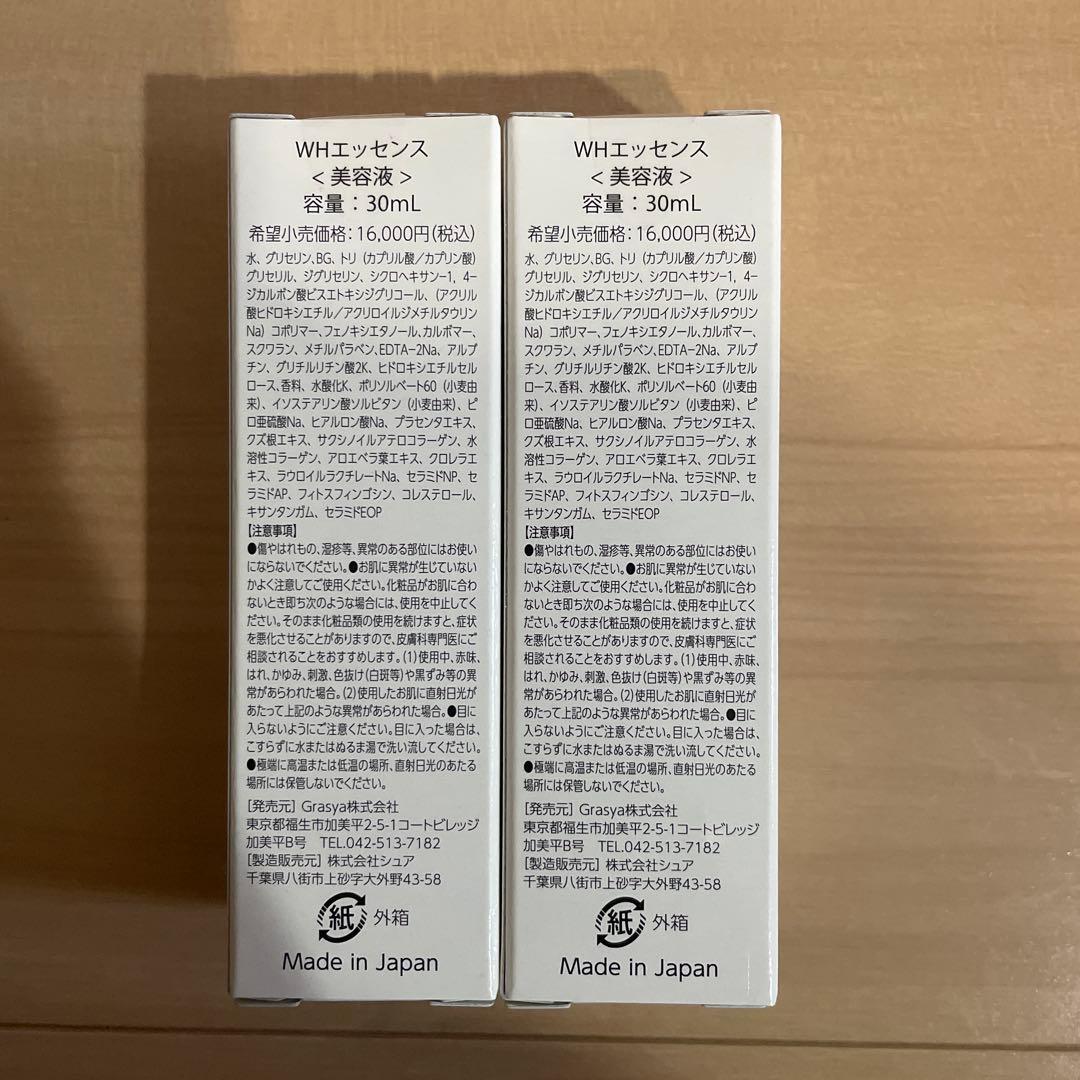 WHエッセンス
< 美容液 >
容量：30mL
希望小売価格：16,000円(税込)
水、グリセリン、BG、トリ（カプリル酸／カプリン酸）
グリセリル、ジグリセリン、シクロヘキサン−1, 4−
ジカルボン酸ビスエトキシジグリコール、（アクリル
酸ヒドロキシエチル／アクリロイルジメチルタウリン
Na）コポリマー、フェノキシエタノール、カルボマー、
スクワラン、メチルパラベン、EDTA−2Na、アルブ
チン、グリチルリチン酸2K、ヒドロキシエチルセル
ロース、香料、水酸化K、ポリソルベート60（小麦由
来）、イソステアリン酸ソルビタン（小麦由来）、ピ
ロ亜硫酸Na、ヒアルロン酸Na、プラセンタエキス、
クズ根エキス、サクシノイルアテロコラーゲン、水
溶性コラーゲン、アロエベラ葉エキス、クロレラエ
キス、ラウロイルラクチレートNa、セラミドNP、セ
ラミドAP、フィトスフィンゴシン、コレステロール、
キサンタンガム、セラミドEOP
【注意事項】
●傷やはれもの、湿疹等、異常のある部位にはお使い
にならないでください。●お肌に異常が生じていない
かよく注意してご使用ください。化粧品がお肌に合わ
ないとき即ち次のような場合には、使用を中止してく
ださい。そのまま化粧品類の使用を続けますと、症状
を悪化させることがありますので、皮膚科専門医にご
相談されることをおすすめします。(1)使用中、赤味、
はれ、かゆみ、刺激、色抜け(白斑等)や黒ずみ等の異
常があらわれた場合。(2)使用したお肌に直射日光が
あたって上記のような異常があらわれた場合。●目に
入らないようにご注意ください。目に入った場合は、
こすらずに水またはぬるま湯で洗い流してください。
●極端に高温または低温の場所、直射日光のあたる
場所には保管しないでください。
[発売元] Grasya株式会社
東京都福生市加美平2-5-1コートビレッジ
加美平B号 TEL.042-513-7182
[製造販売元] 株式会社シュア
千葉県八街市上砂字大外野43-58
紙 外箱
Made in Japan
WHエッセンス
< 美容液 >
容量：30mL
希望小売価格：16,000円(税込)
水、グリセリン、BG、トリ（カプリル酸／カプリン酸）
グリセリル、ジグリセリン、シクロヘキサン−1, 4−
ジカルボン酸ビスエトキシジグリコール、（アクリル
酸ヒドロキシエチル／アクリロイルジメチルタウリン
Na）コポリマー、フェノキシエタノール、カルボマー、
スクワラン、メチルパラベン、EDTA−2Na、アルブ
チン、グリチルリチン酸2K、ヒドロキシエチルセル
ロース、香料、水酸化K、ポリソルベート60（小麦由
来）、イソステアリン酸ソルビタン（小麦由来）、ピ
ロ亜硫酸Na、ヒアルロン酸Na、プラセンタエキス、
クズ根エキス、サクシノイルアテロコラーゲン、水
溶性コラーゲン、アロエベラ葉エキス、クロレラエ
キス、ラウロイルラクチレートNa、セラミドNP、セ
ラミドAP、フィトスフィンゴシン、コレステロール、
キサンタンガム、セラミドEOP
【注意事項】
●傷やはれもの、湿疹等、異常のある部位にはお使い
にならないでください。●お肌に異常が生じていない
かよく注意してご使用ください。化粧品がお肌に合わ
ないとき即ち次のような場合には、使用を中止してく
ださい。そのまま化粧品類の使用を続けますと、症状
を悪化させることがありますので、皮膚科専門医にご
相談されることをおすすめします。(1)使用中、赤味、
はれ、かゆみ、刺激、色抜け(白斑等)や黒ずみ等の異
常があらわれた場合。(2)使用したお肌に直射日光が
あたって上記のような異常があらわれた場合。●目に
入らないようにご注意ください。目に入った場合は、
こすらずに水またはぬるま湯で洗い流してください。
●極端に高温または低温の場所、直射日光のあたる
場所には保管しないでください。
[発売元] Grasya株式会社
東京都福生市加美平2-5-1コートビレッジ
加美平B号 TEL.042-513-7182
[製造販売元] 株式会社シュア
千葉県八街市上砂字大外野43-58
紙 外箱
Made in Japan